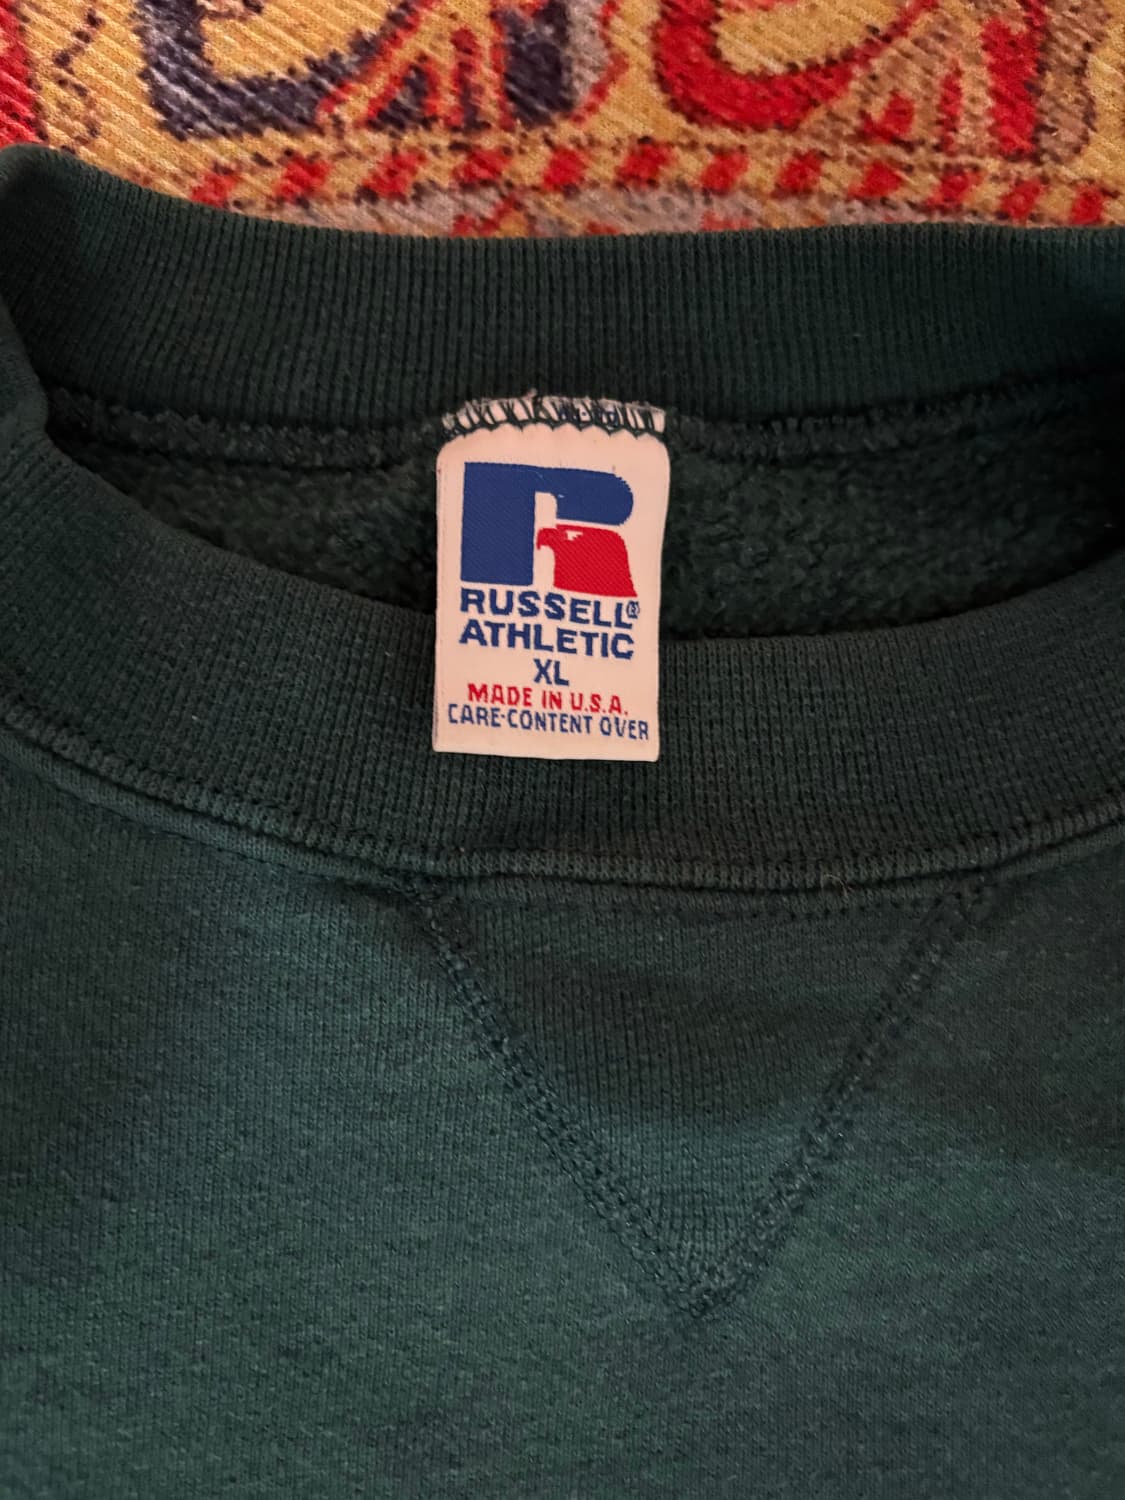 RUSSELL®
ATHLETIC
XL
MADE IN U.S.A.
CARE-CONTENT OVER